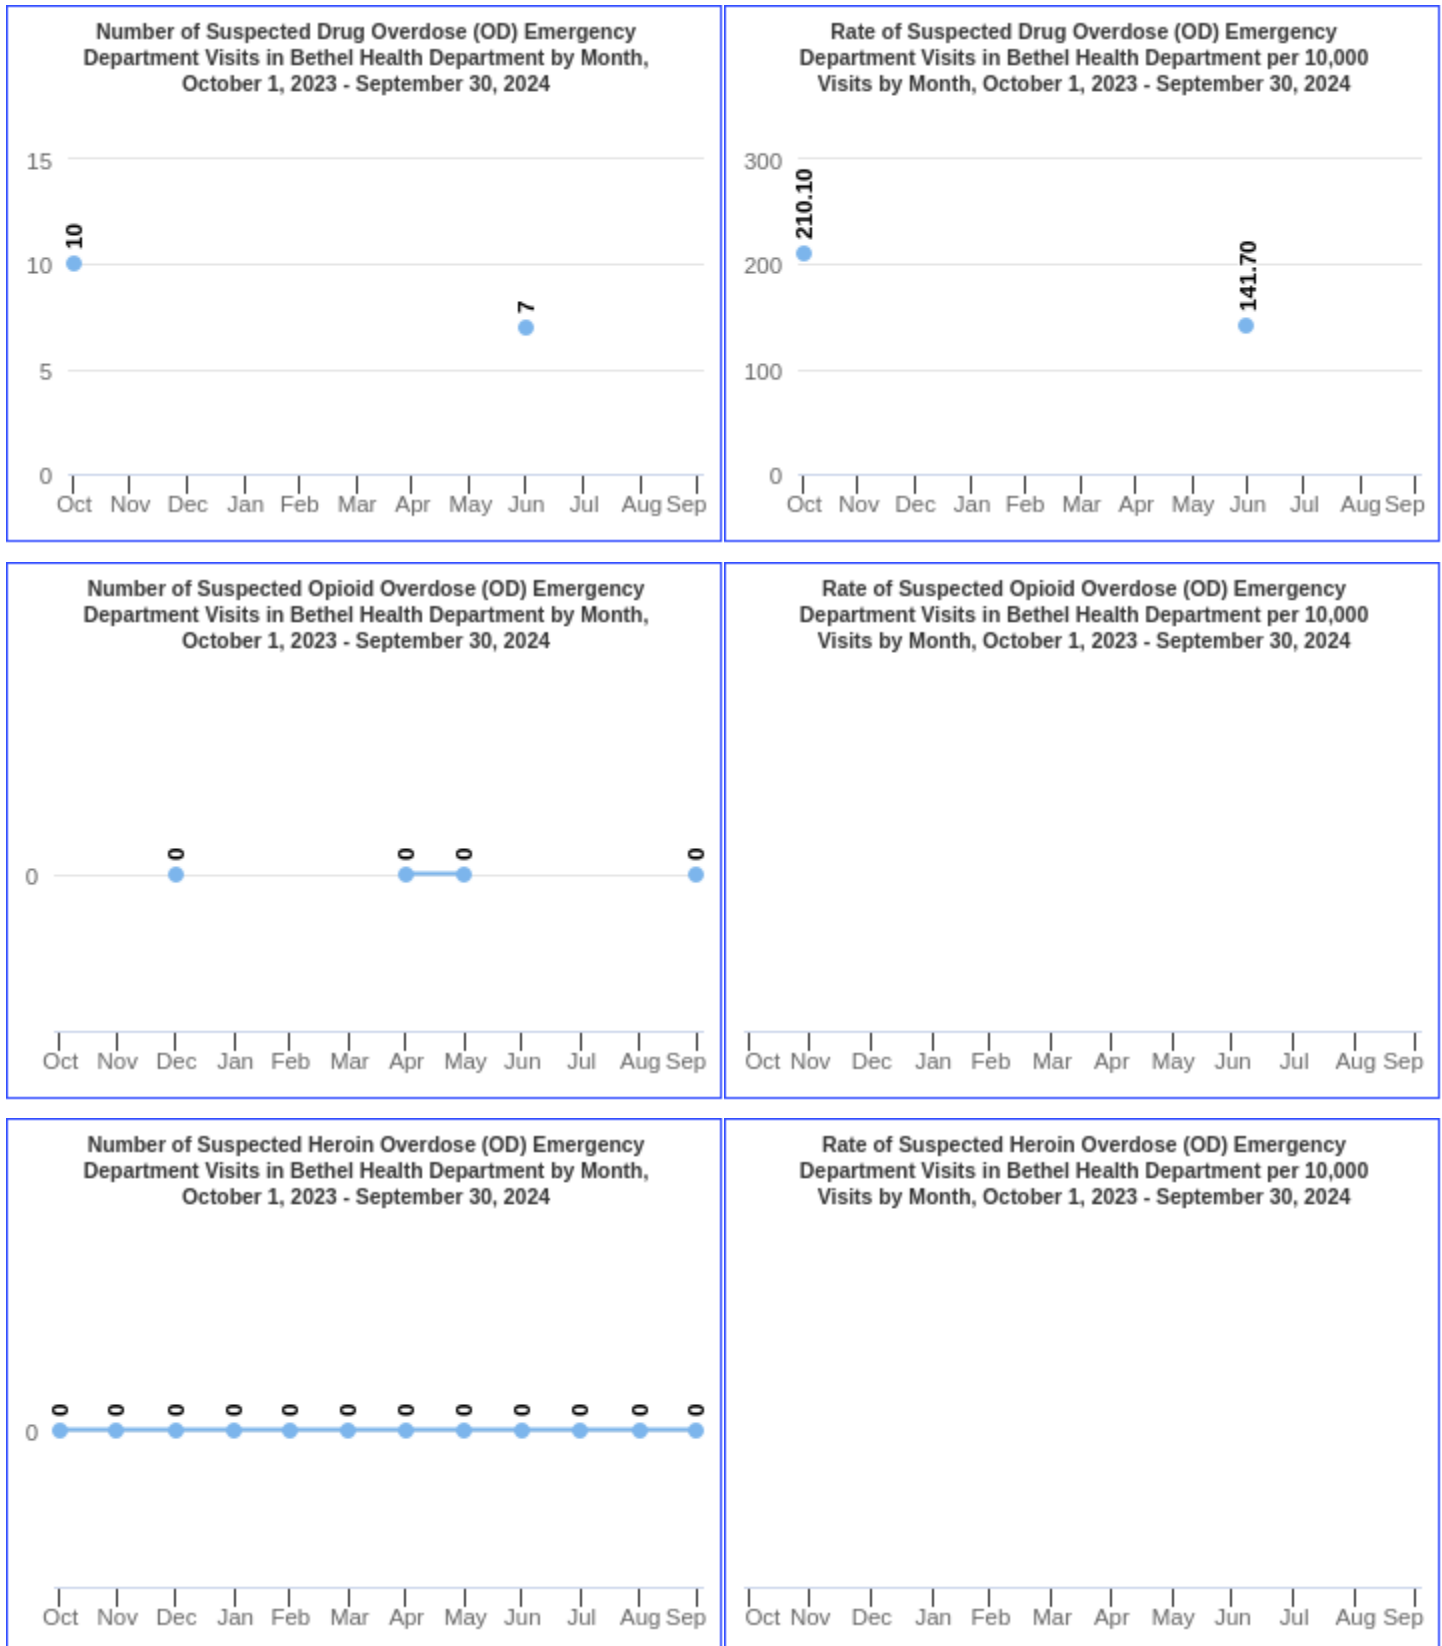 Number of Suspected Drug Overdose (OD) Emergency
Department Visits in Bethel Health Department by Month,
October 1, 2023 - September 30, 2024
15
10
5
0
10
7
Oct Nov Dec Jan Feb Mar Apr May Jun Jul Aug Sep
Rate of Suspected Drug Overdose (OD) Emergency
Department Visits in Bethel Health Department per 10,000
Visits by Month, October 1, 2023 - September 30, 2024
300
200
100
0
210.10
141.70
Oct Nov Dec Jan Feb Mar Apr May Jun Jul Aug Sep
Number of Suspected Opioid Overdose (OD) Emergency
Department Visits in Bethel Health Department by Month,
October 1, 2023 - September 30, 2024
0
0 0 0 0
Oct Nov Dec Jan Feb Mar Apr May Jun Jul Aug Sep
Rate of Suspected Opioid Overdose (OD) Emergency
Department Visits in Bethel Health Department per 10,000
Visits by Month, October 1, 2023 - September 30, 2024
Oct Nov Dec Jan Feb Mar Apr May Jun Jul Aug Sep
Number of Suspected Heroin Overdose (OD) Emergency
Department Visits in Bethel Health Department by Month,
October 1, 2023 - September 30, 2024
0
0 0 0 0 0 0 0 0 0 0 0 0
Oct Nov Dec Jan Feb Mar Apr May Jun Jul Aug Sep
Rate of Suspected Heroin Overdose (OD) Emergency
Department Visits in Bethel Health Department per 10,000
Visits by Month, October 1, 2023 - September 30, 2024
Oct Nov Dec Jan Feb Mar Apr May Jun Jul Aug Sep